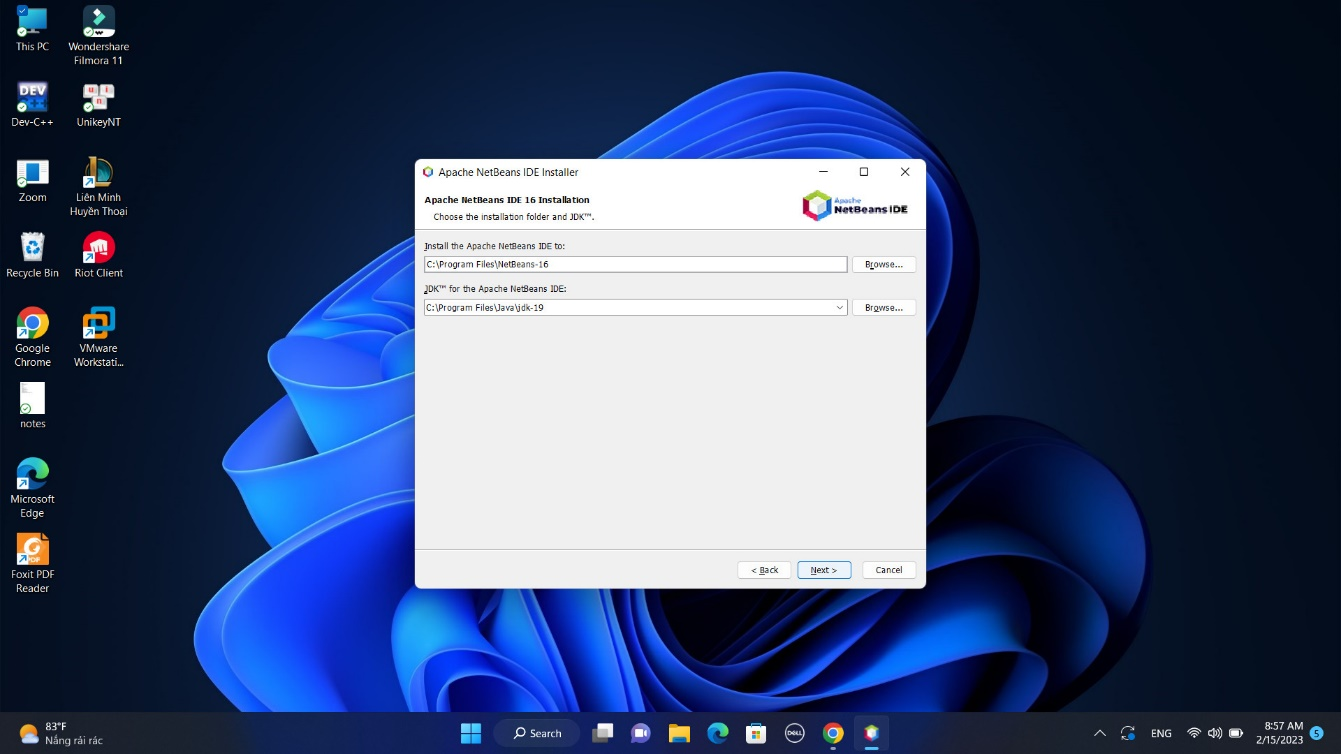 This PC
Wondershare
Filmora 11
DEV
C++
Dev-C++
UnikeyNT
Zoom
Liên Minh
Huyền Thoại
Recycle Bin
Riot Client
Google
Chrome
VMware
Workstati...
notes
Microsoft
Edge
PDF
Foxit PDF
Reader
Apache NetBeans IDE Installer
Apache NetBeans IDE 16 Installation
Choose the installation folder and JDK™.
Apache
NetBeans IDE
Install the Apache NetBeans IDE to:
C:\Program Files\NetBeans-16
Browse...
JDK™ for the Apache NetBeans IDE:
C:\Program Files\Java\jdk-19
Browse...
< Back
Next >
Cancel
83°F
Nắng rải rác
Search
DELL
ENG
8:57 AM
2/15/2023
5